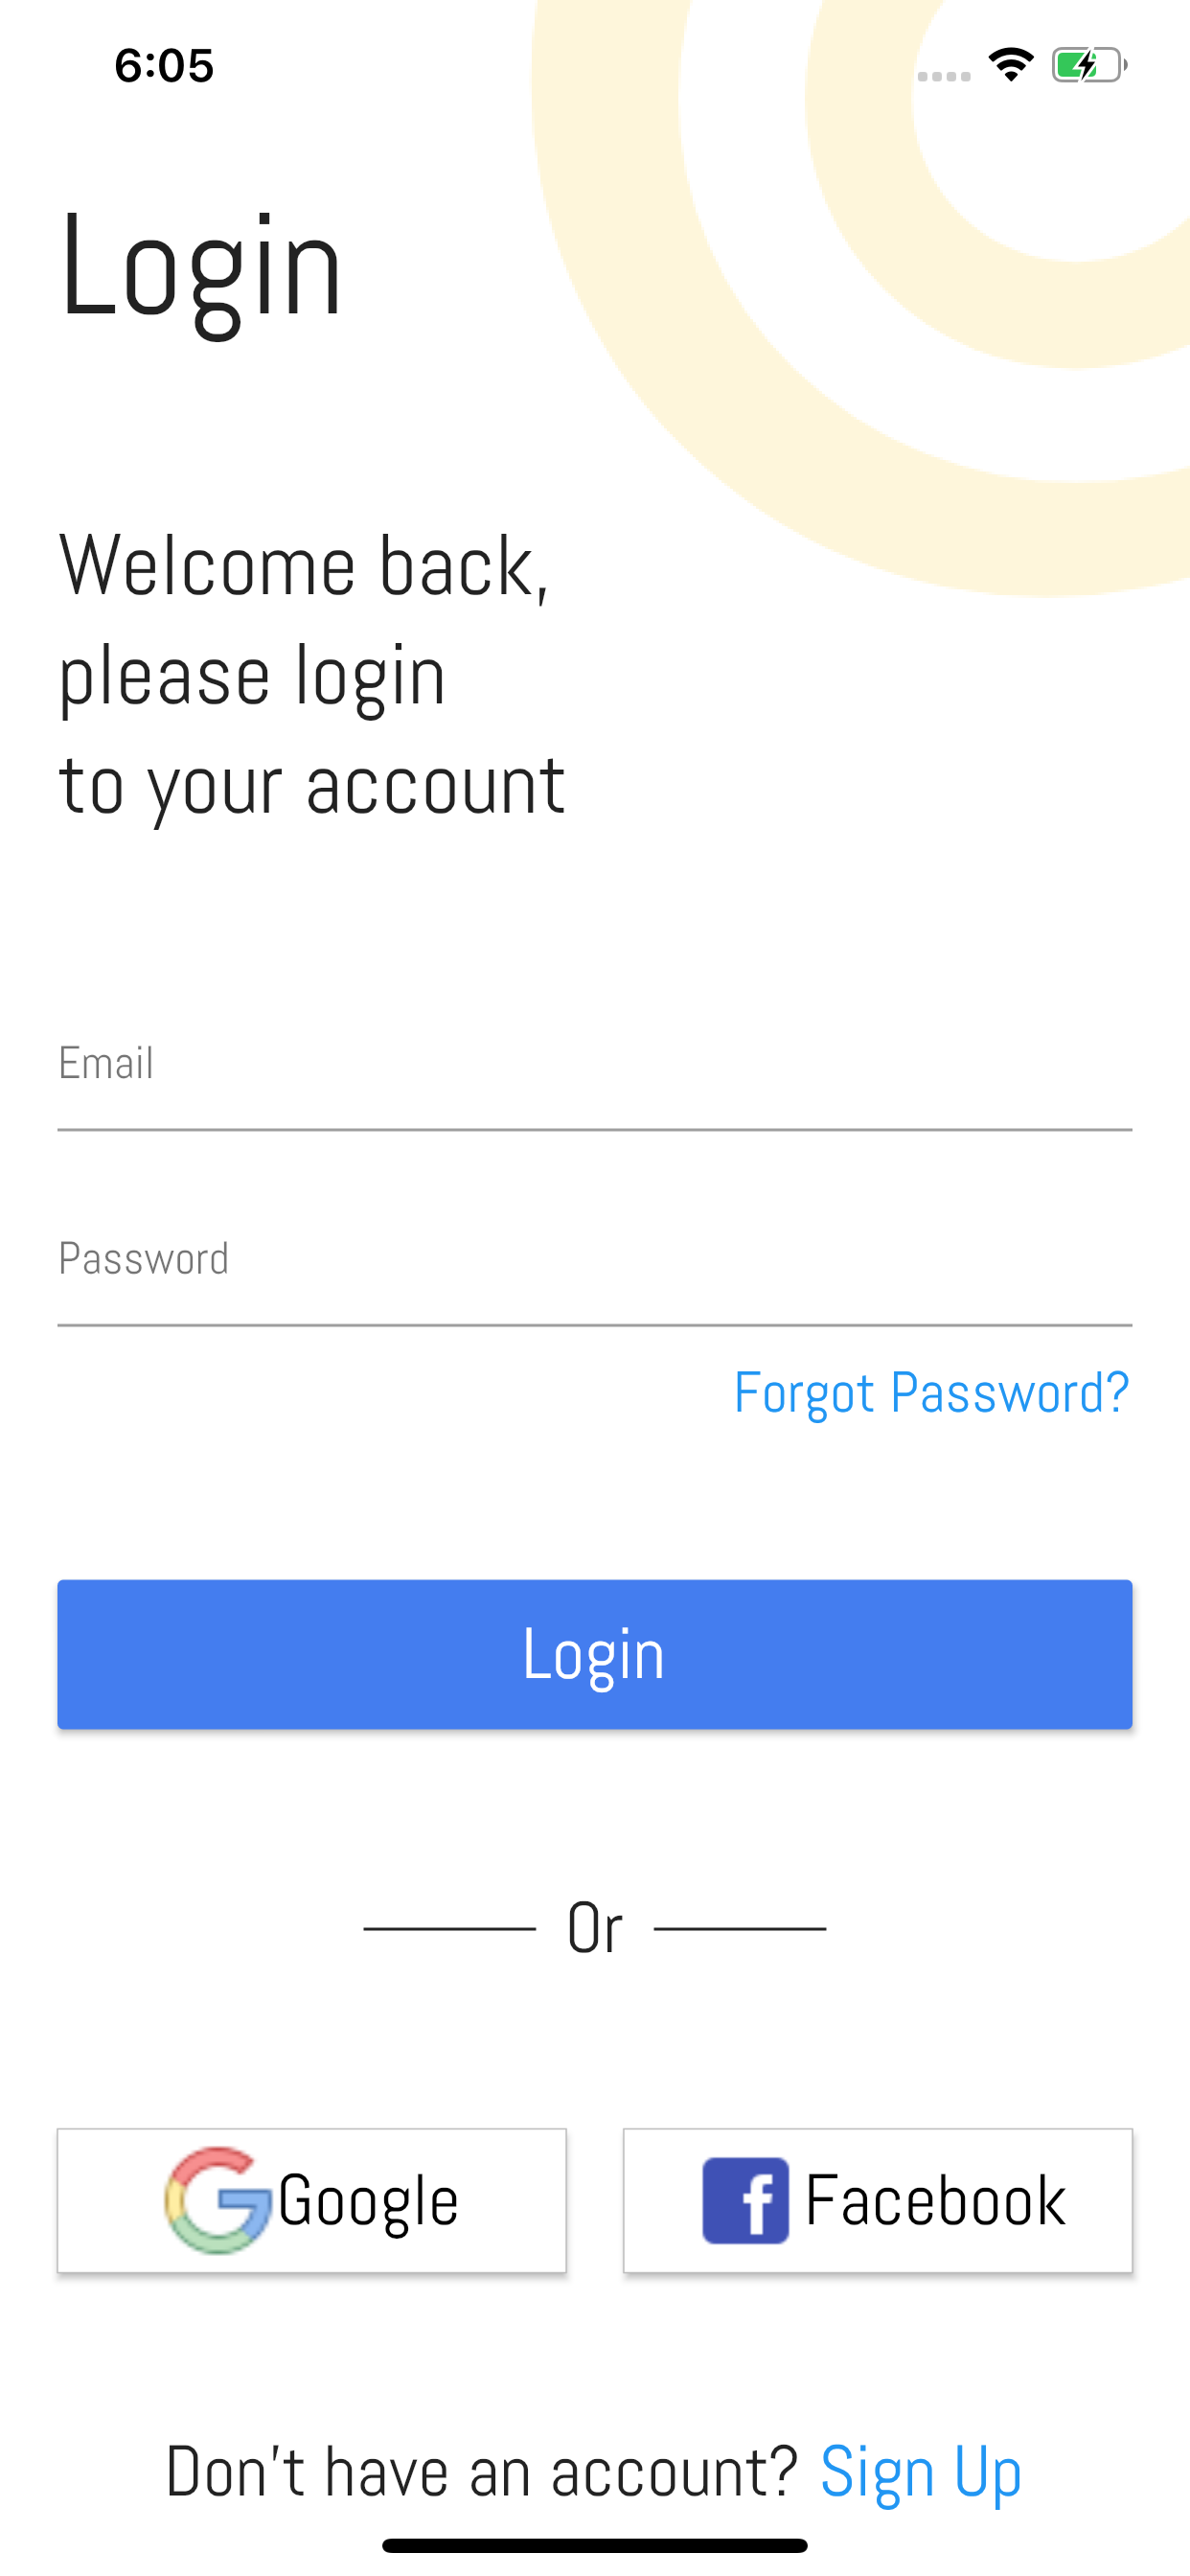 6:05
Login
Welcome back,
please login
to your account
Email
Password
Forgot Password?
Login
Or
Google
Facebook
Don't have an account? Sign Up